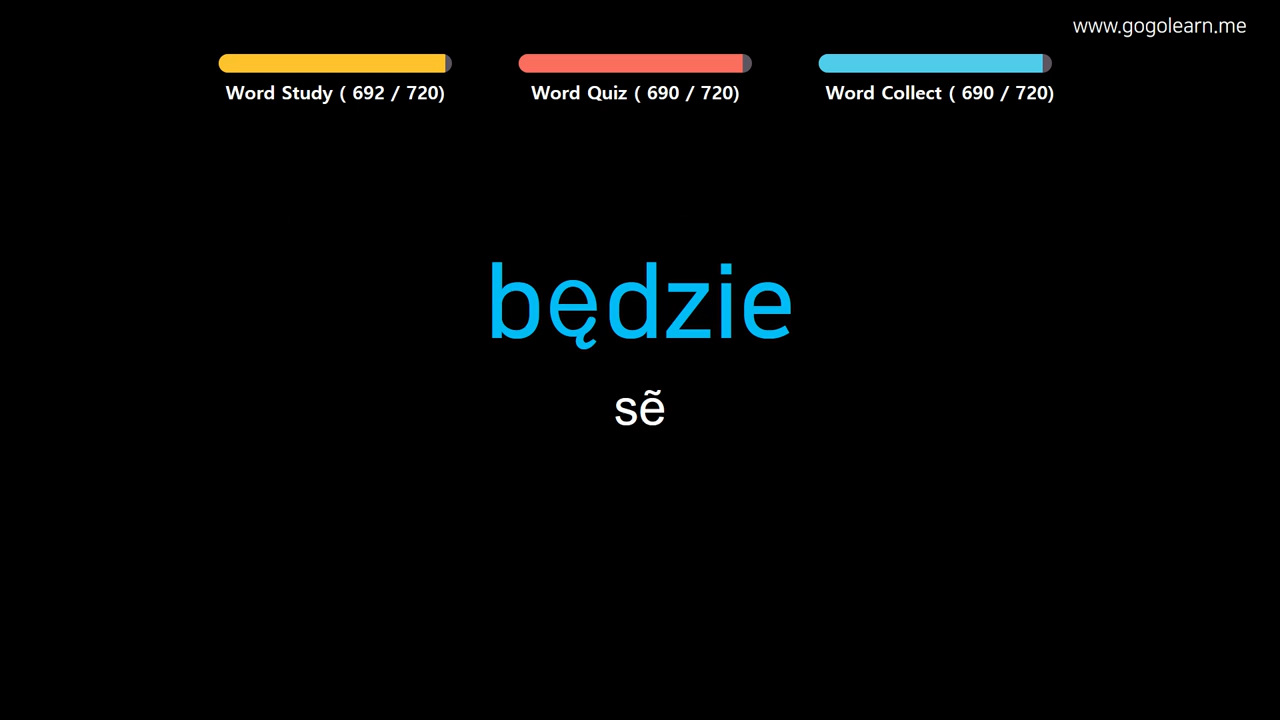 www.gogolearn.me
Word Study ( 692 / 720)
Word Quiz ( 690 / 720)
Word Collect ( 690 / 720)
będzie
sẽ